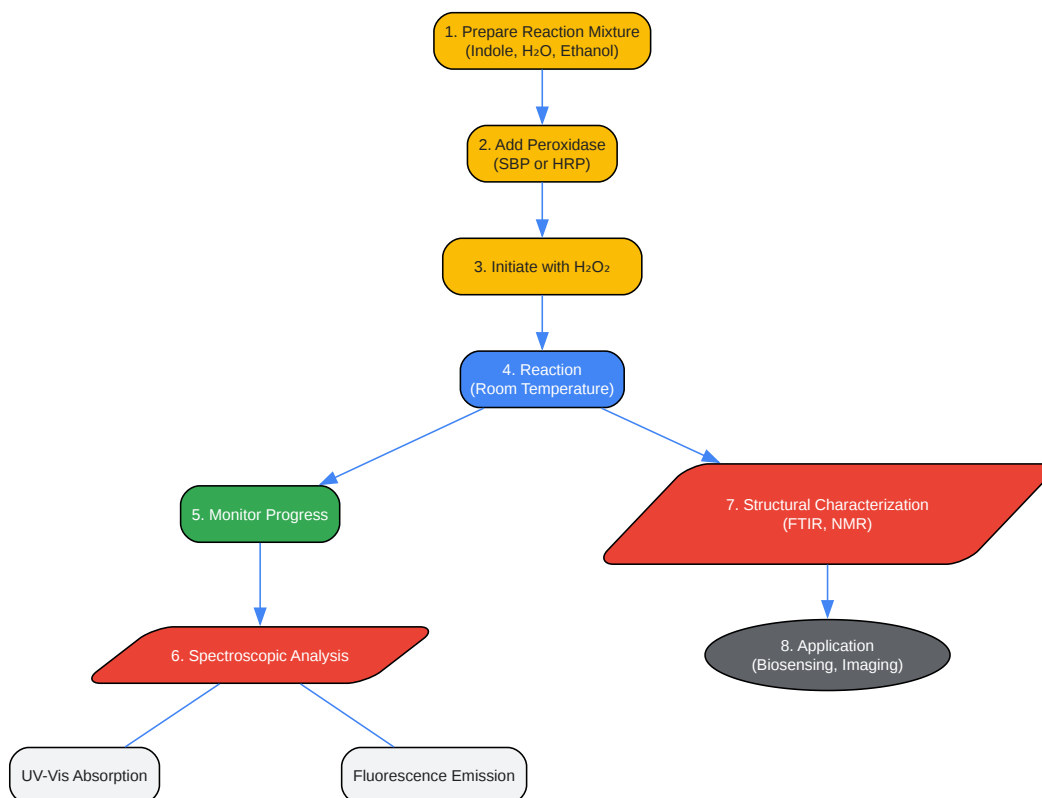 1. Prepare Reaction Mixture
(Indole, H₂O, Ethanol)
2. Add Peroxidase
(SBP or HRP)
3. Initiate with H₂O₂
4. Reaction
(Room Temperature)
5. Monitor Progress
7. Structural Characterization
(FTIR, NMR)
6. Spectroscopic Analysis
8. Application
(Biosensing, Imaging)
UV-Vis Absorption
Fluorescence Emission